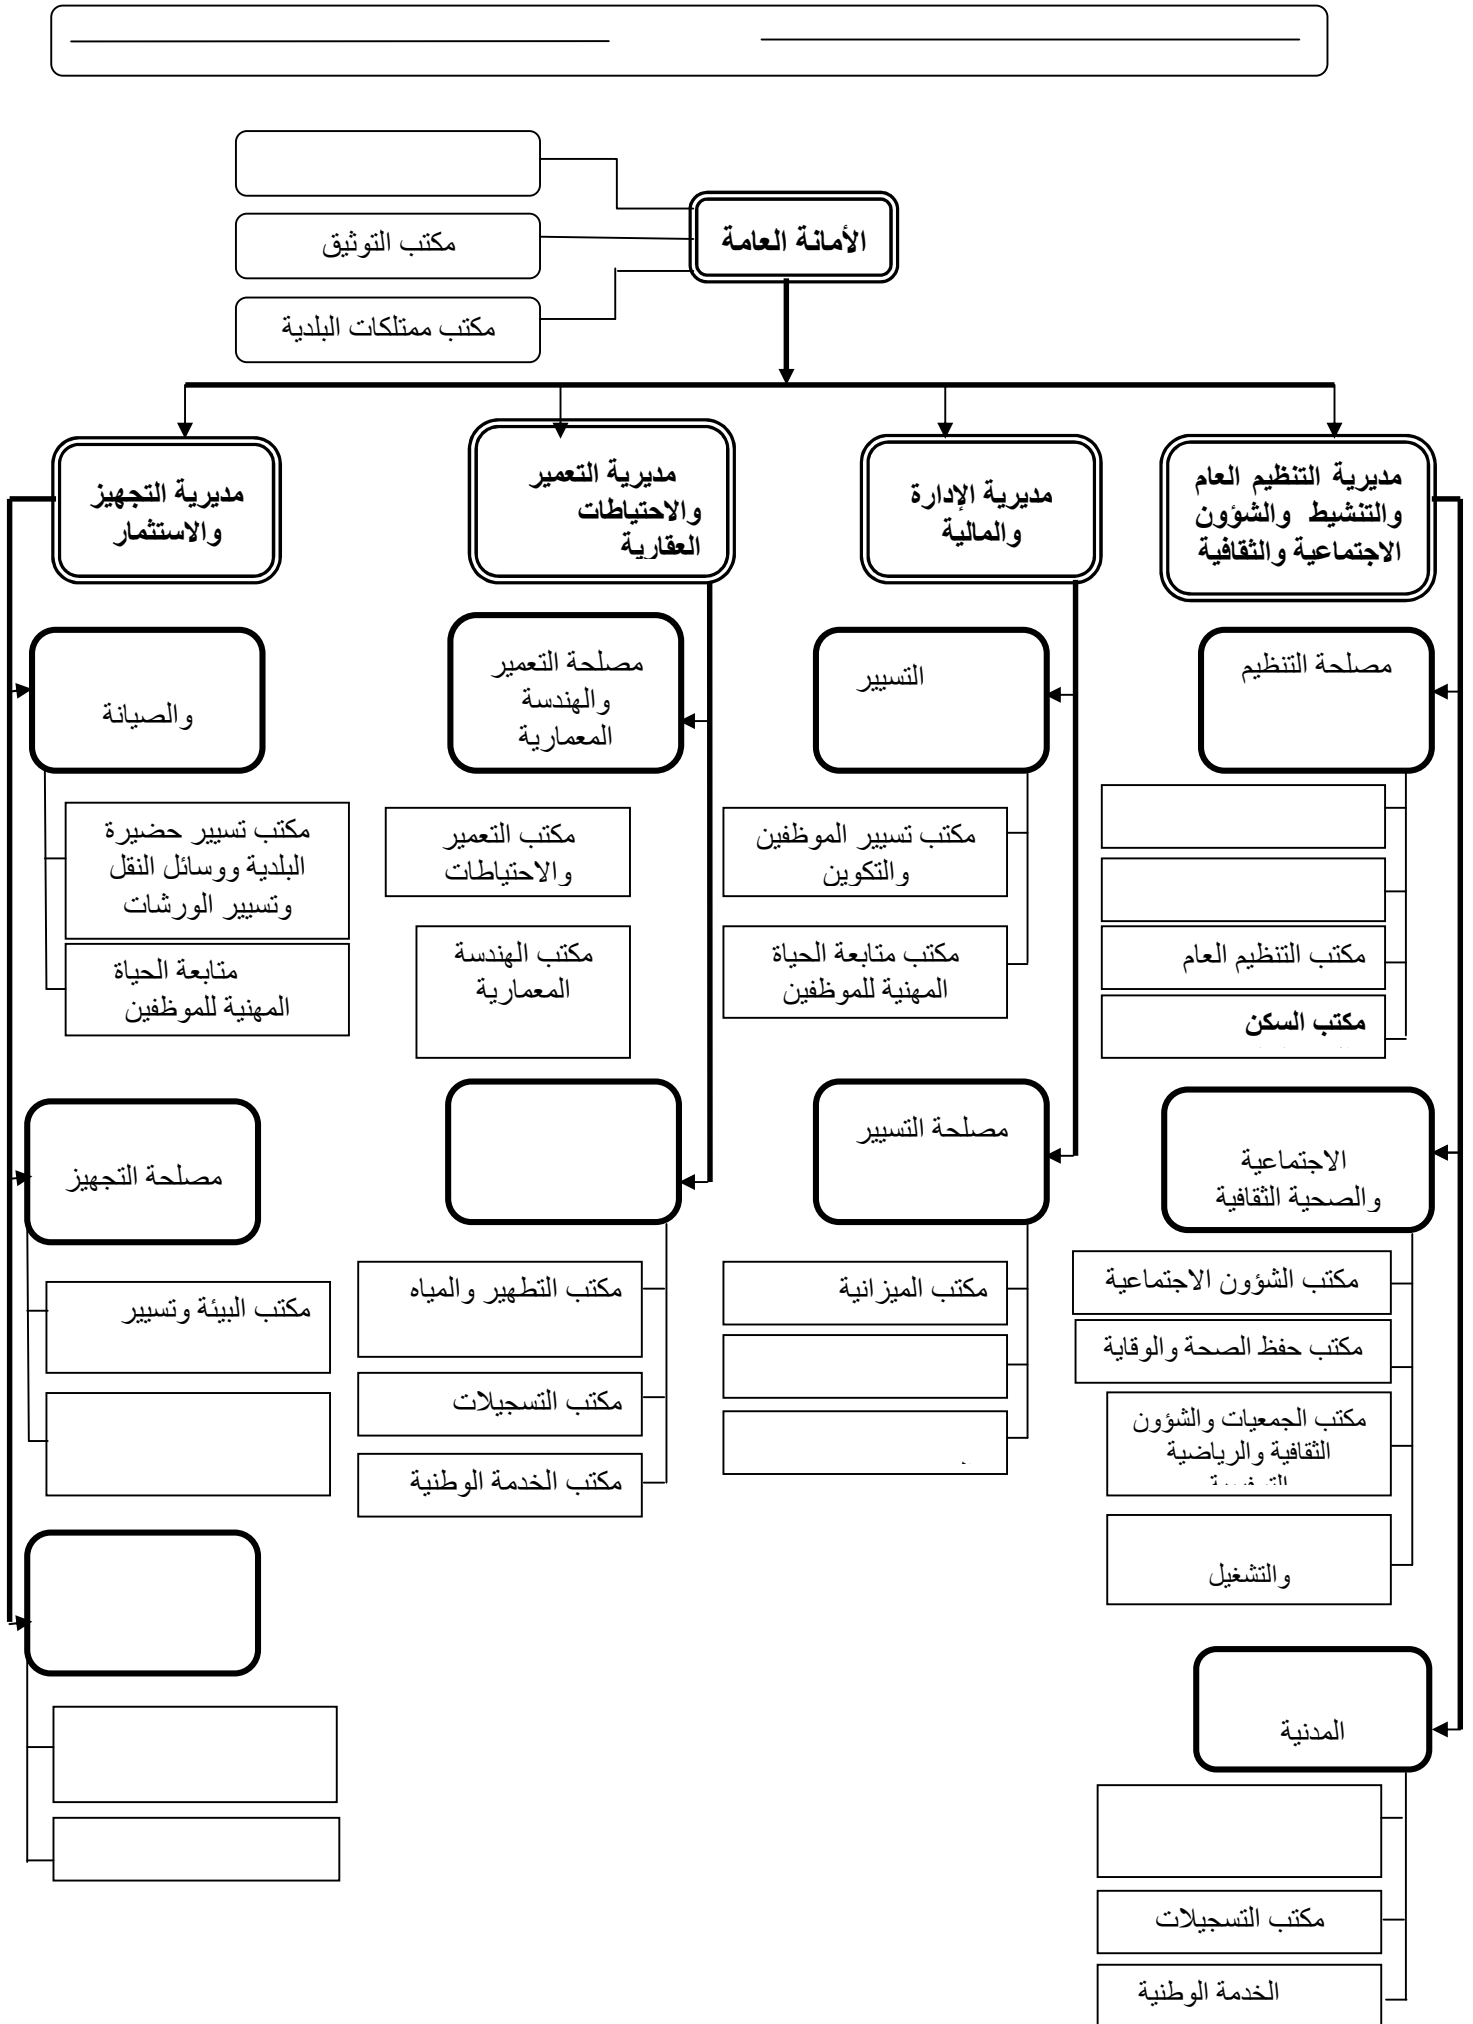 الأمانة العامة
مكتب التوثيق
مكتب ممتلكات البلدية
مديرية التنظيم العام
والتنشيط والشؤون
الاجتماعية والثقافية
مديرية الإدارة
والمالية
مديرية التعمير
والاحتياطات
العقارية
مديرية التجهيز
والاستثمار
مصلحة التنظيم
مكتب التنظيم العام
مكتب السكن
الاجتماعية
والصحية الثقافية
مكتب الشؤون الاجتماعية
مكتب حفظ الصحة والوقاية
مكتب الجمعيات والشؤون
الثقافية والرياضية
والتشغيل
المدنية
مكتب التسجيلات
الخدمة الوطنية
التسيير
مكتب تسيير الموظفين
والتكوين
مكتب متابعة الحياة
المهنية للموظفين
مصلحة التسيير
مكتب الميزانية
مصلحة التعمير
والهندسة
المعمارية
مكتب التعمير
والاحتياطات
مكتب الهندسة
المعمارية
مكتب التطهير والمياه
مكتب التسجيلات
مكتب الخدمة الوطنية
والصيانة
مكتب تسيير حضيرة
البلدية ووسائل النقل
وتسيير الورشات
متابعة الحياة
المهنية للموظفين
مصلحة التجهيز
مكتب البيئة وتسيير